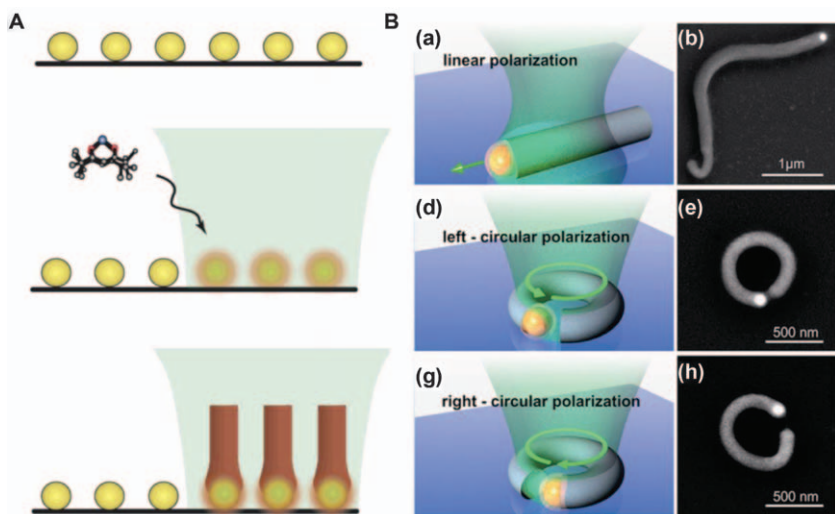 A
B
(a)
linear polarization
(b)
1µm
(d)
left - circular polarization
(e)
500 nm
(g)
right - circular polarization
(h)
500 nm